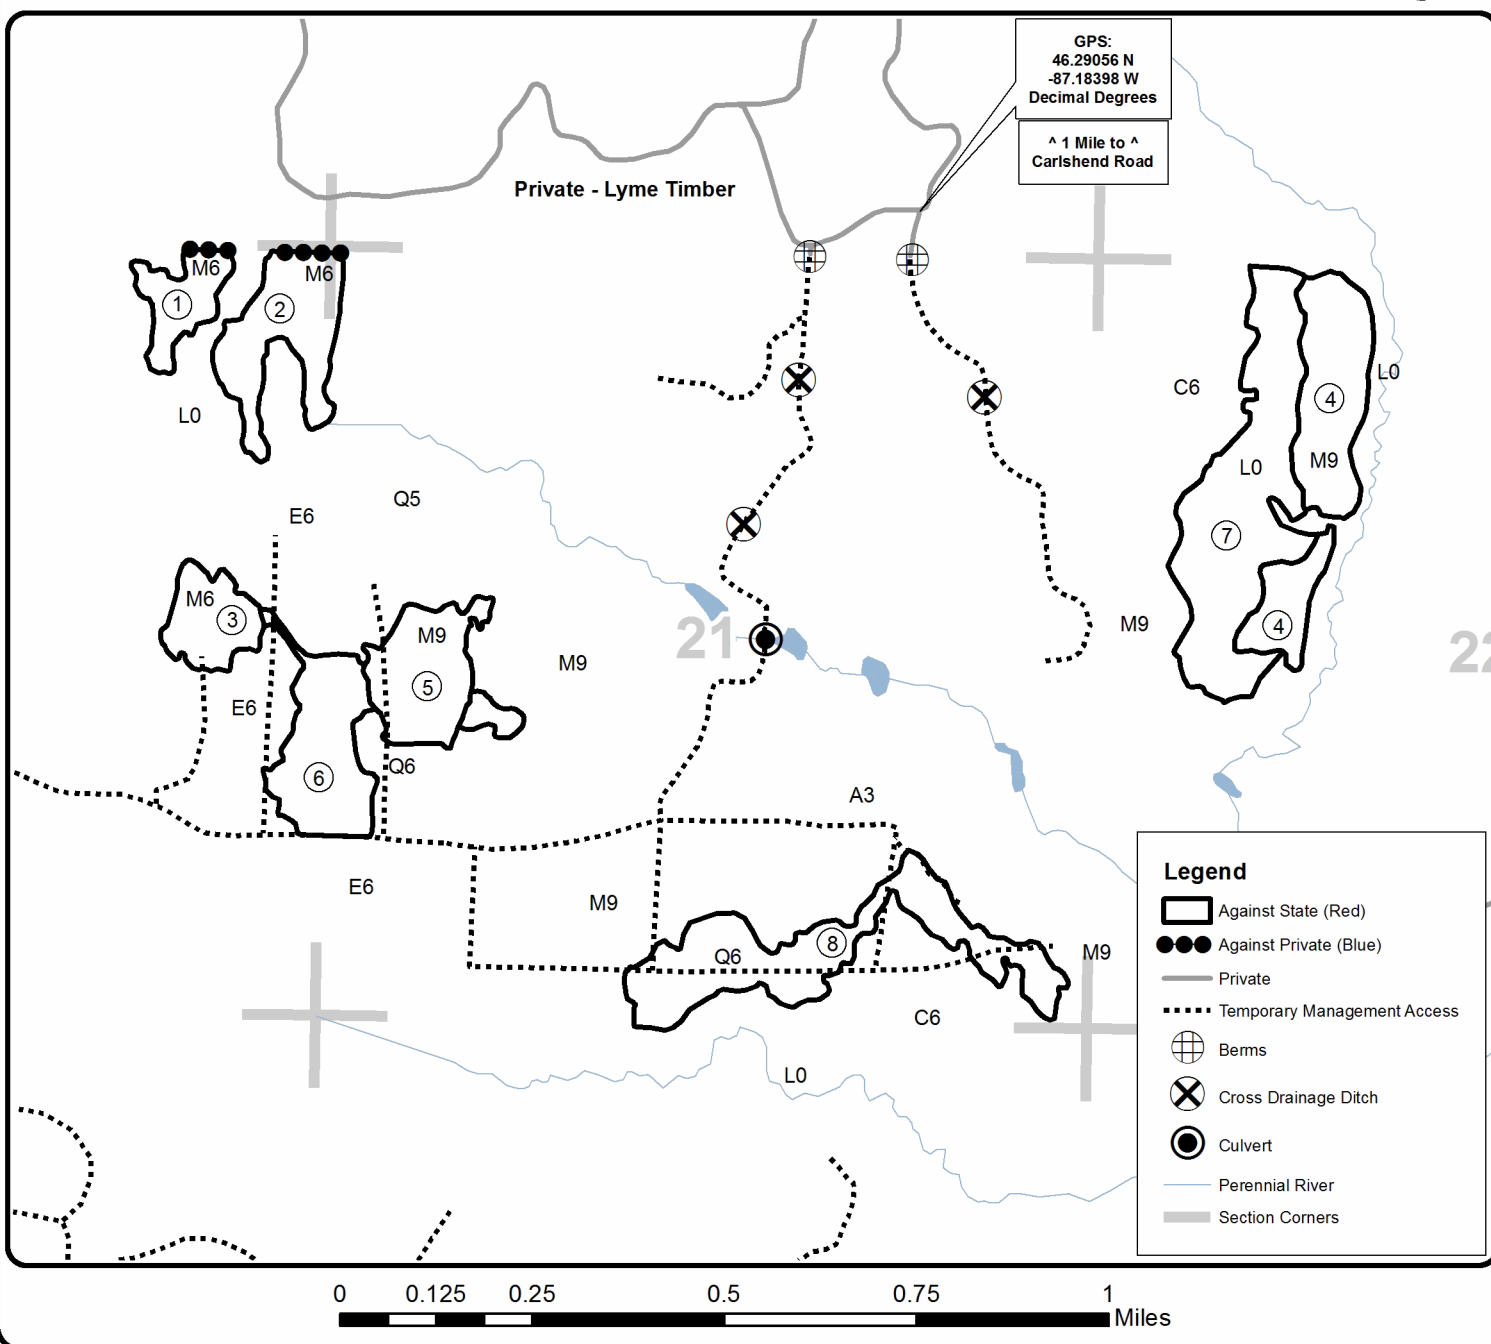 GPS:
46.29056 N
-87.18398 W
Decimal Degrees
^ 1 Mile to ^
Carlshend Road
Private - Lyme Timber
M6
M6
1
2
L0
C6
L0
4
L0
M9
Q5
E6
7
M6
3
M9
M9
4
21
22
M9
5
E6
6
Q6
A3
E6
M9
8
Q6
M9
C6
L0
Legend
Against State (Red)
Against Private (Blue)
Private
Temporary Management Access
Berms
Cross Drainage Ditch
Culvert
Perennial River
Section Corners
0 0.125 0.25 0.5 0.75 1
Miles